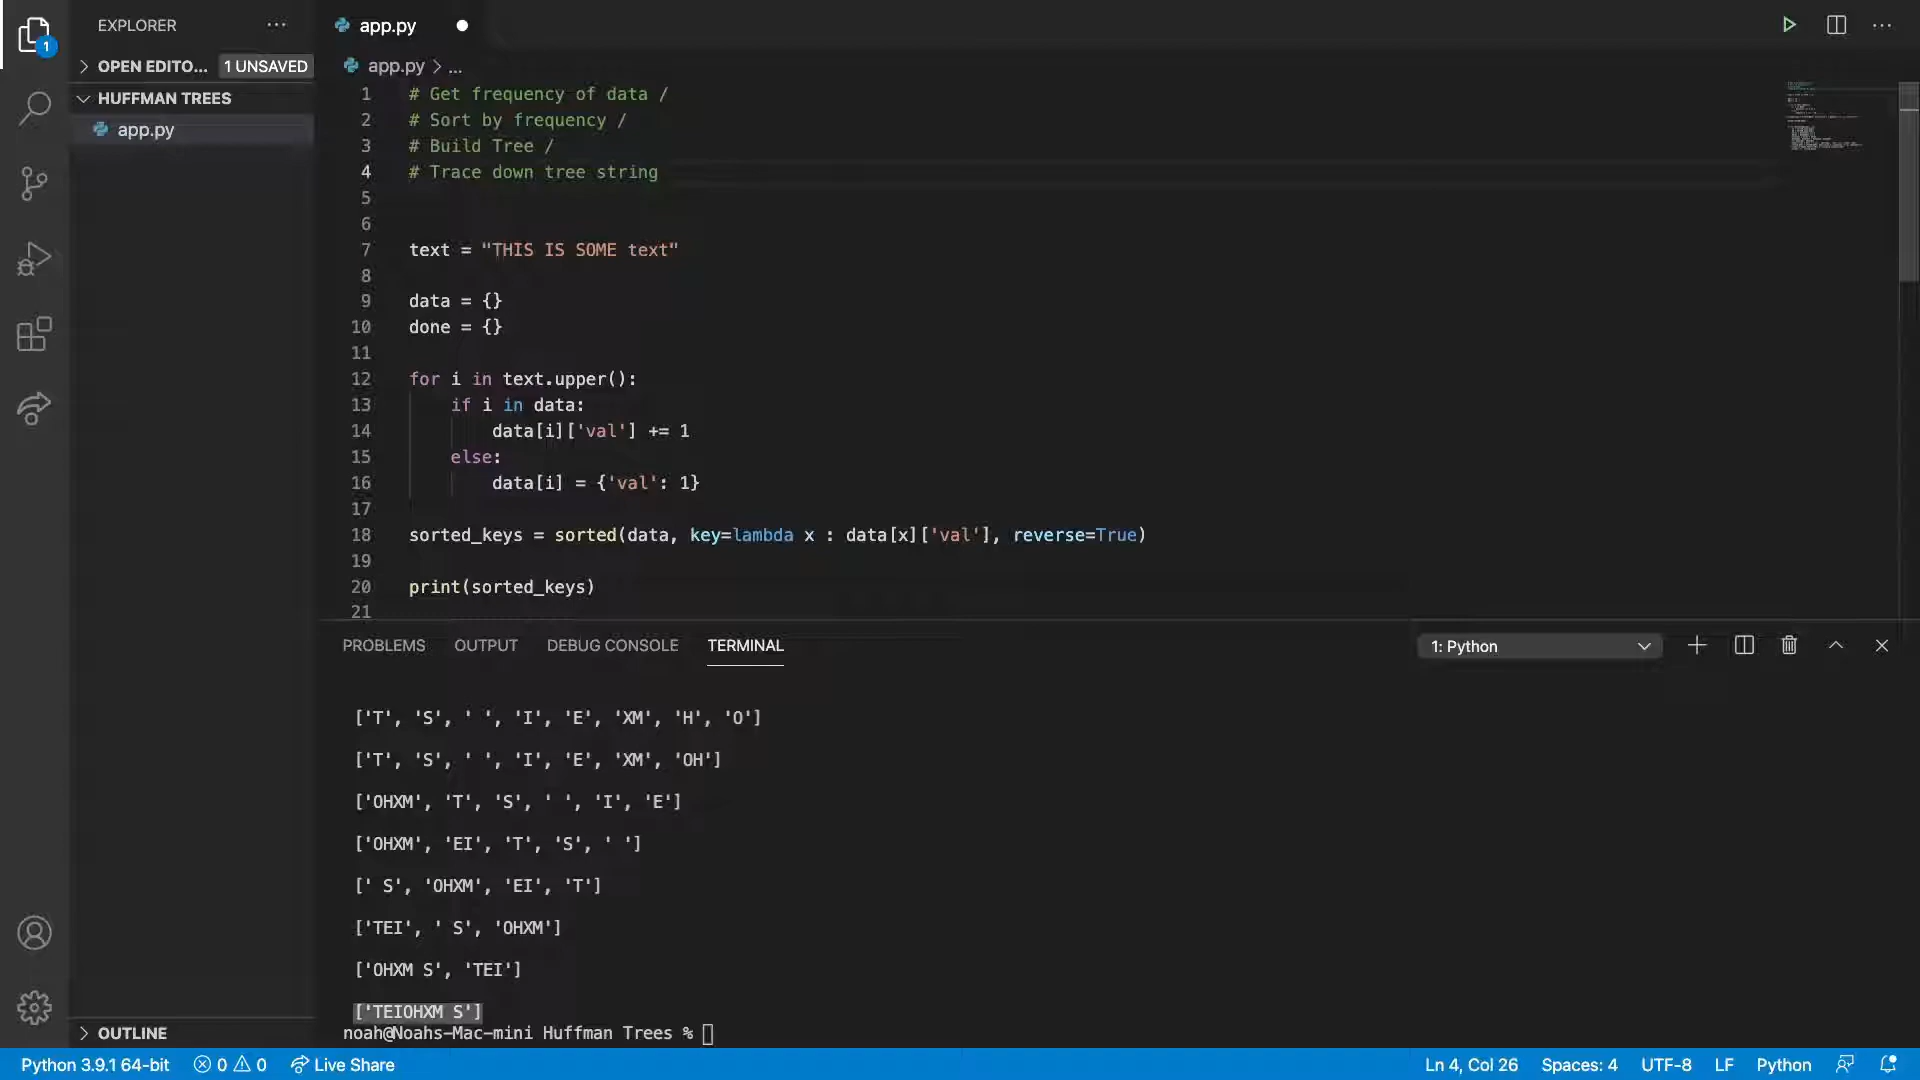 EXPLORER
app.py
1
OPEN EDITO... 1 UNSAVED
app.py > ...
HUFFMAN TREES
app.py
1 # Get frequency of data /
2 # Sort by frequency /
3 # Build Tree /
4 # Trace down tree string
5
6
7 text = "THIS IS SOME text"
8
9 data = {}
10 done = {}
11
12 for i in text.upper():
13 if i in data:
14 data[i]['val'] += 1
15 else:
16 data[i] = {'val': 1}
17
18 sorted_keys = sorted(data, key=lambda x : data[x]['val'], reverse=True)
19
20 print(sorted_keys)
21
PROBLEMS OUTPUT DEBUG CONSOLE TERMINAL 1: Python
['T', 'S', ' ', 'I', 'E', 'XM', 'H', 'O']
['T', 'S', ' ', 'I', 'E', 'XM', 'OH']
['OHXM', 'T', 'S', ' ', 'I', 'E']
['OHXM', 'EI', 'T', 'S', ' ']
[' S', 'OHXM', 'EI', 'T']
['TEI', ' S', 'OHXM']
['OHXM S', 'TEI']
['TEIOHXM S']
noah@Noahs-Mac-mini Huffman Trees %
OUTLINE
Python 3.9.1 64-bit 0 0 Live Share Ln 4, Col 26 Spaces: 4 UTF-8 LF Python